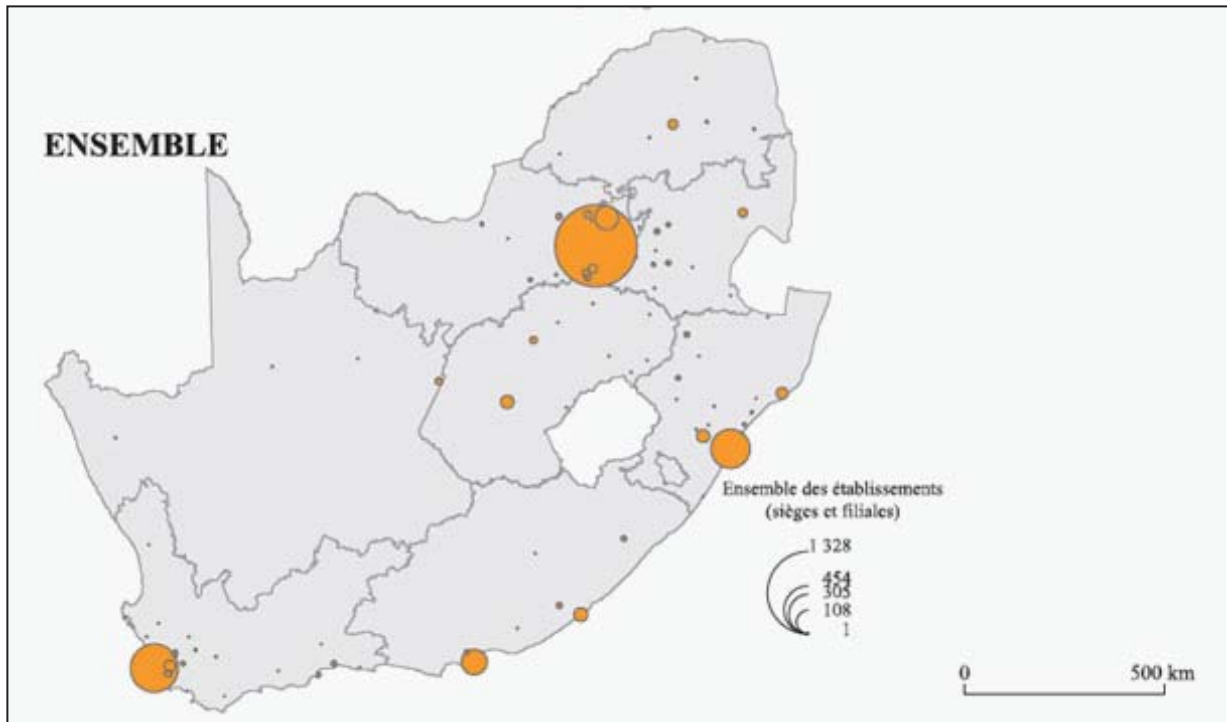 ENSEMBLE
Ensemble des établissements
(sièges et filiales)
1 328
454
305
108
1
0 500 km